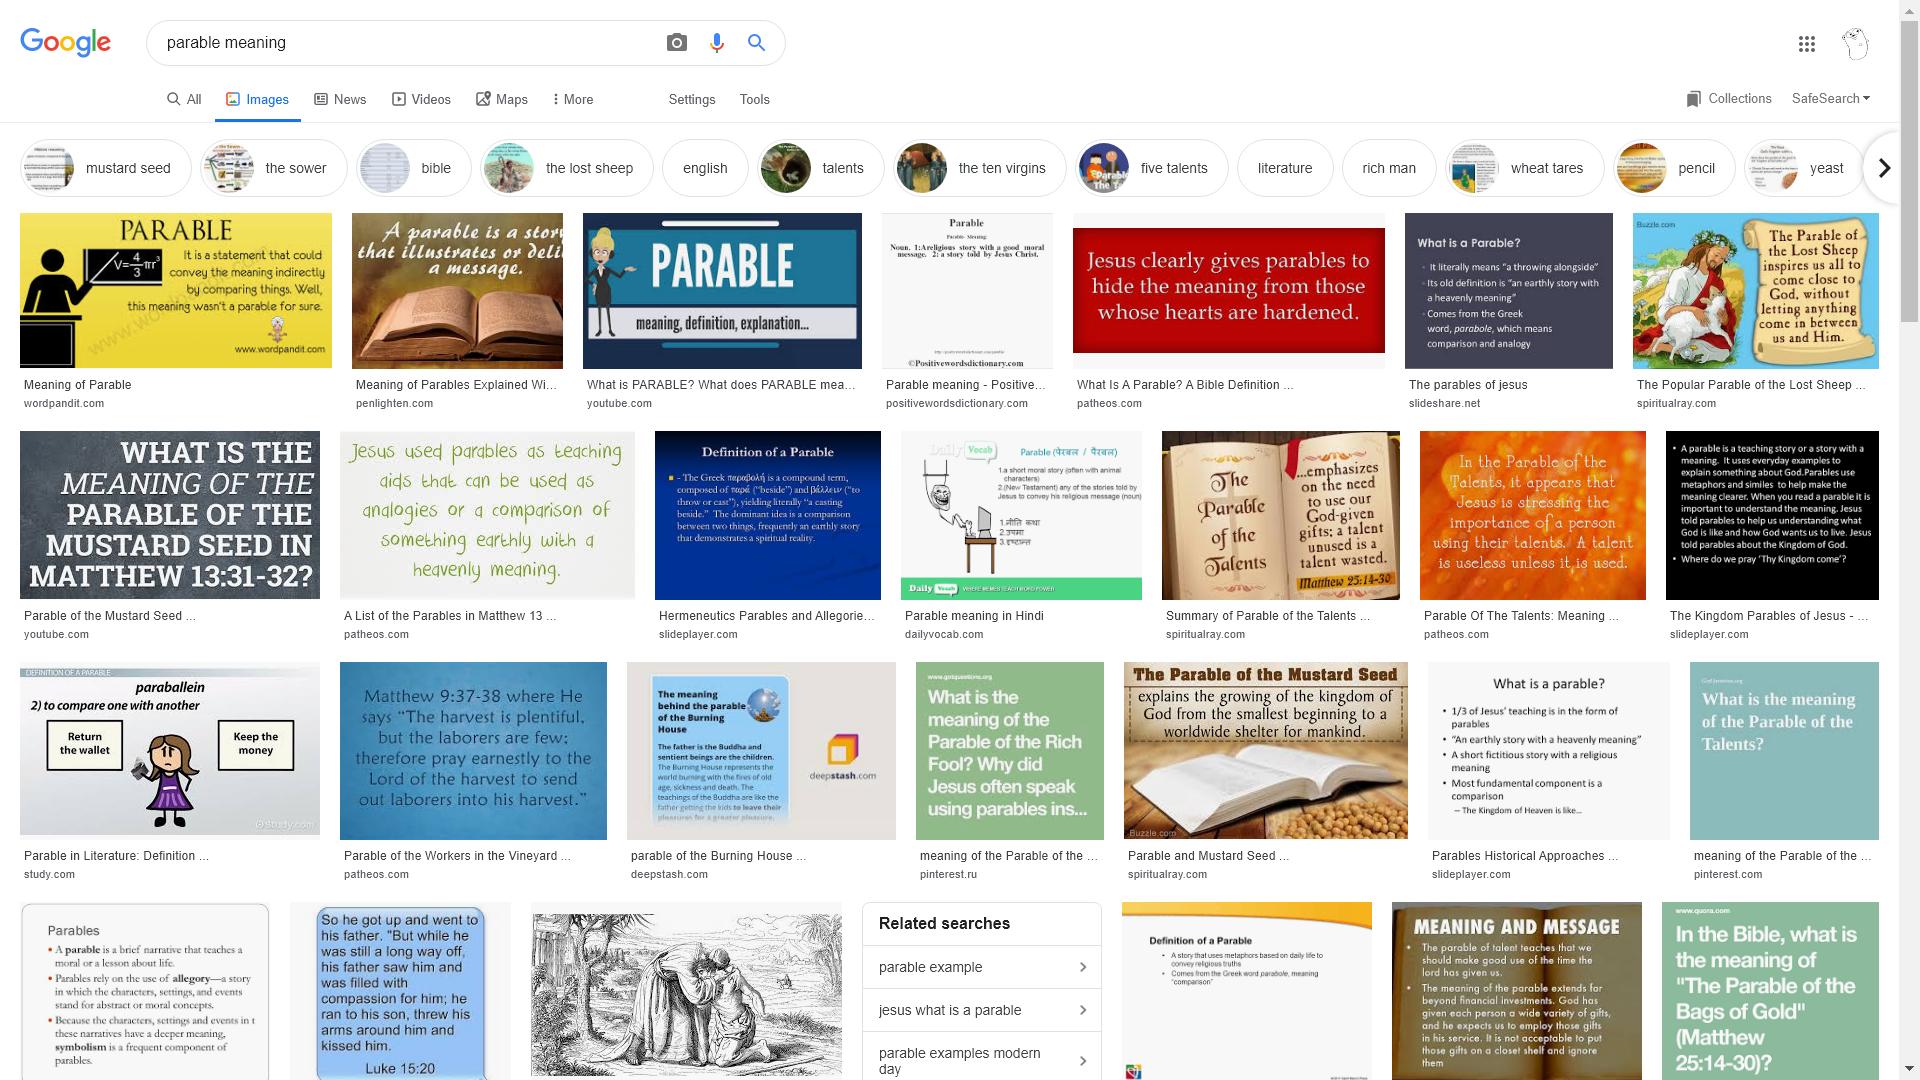 Google
parable meaning
All
Images
News
Videos
Maps
More
Settings
Tools
Collections
SafeSearch
mustard seed
the sower
bible
the lost sheep
english
talents
the ten virgins
five talents
literature
rich man
wheat tares
pencil
yeast
PARABLE
V=4/3πr³
It is a statement that could
convey the meaning indirectly
by comparing things. Well,
this meaning wasn't a parable for sure.
www.wordpandit.com
Meaning of Parable
wordpandit.com
A parable is a stor
that illustrates or deli
a message.
Meaning of Parables Explained Wi...
penlighten.com
PARABLE
meaning, definition, explanation...
What is PARABLE? What does PARABLE mea...
youtube.com
Parable
Parable- Meaning
Noun. 1:Areligious story with a good moral
message. 2: a story told by Jesus Christ.
©Positivewordsdictionary.com
Parable meaning - Positive...
positivewordsdictionary.com
Jesus clearly gives parables to
hide the meaning from those
whose hearts are hardened.
What Is A Parable? A Bible Definition ...
patheos.com
What is a Parable?
It literally means "a throwing alongside"
Its old definition is "an earthly story with
a heavenly meaning"
Comes from the Greek
word, parabole, which means
comparison and analogy
The parables of jesus
slideshare.net
Buzzle.com
The Parable of
the Lost Sheep
inspires us all to
come close to
God, without
letting anything
come in between
us and Him.
The Popular Parable of the Lost Sheep ...
spiritualray.com
WHAT IS THE
MEANING OF THE
PARABLE OF THE
MUSTARD SEED IN
MATTHEW 13:31-32?
Parable of the Mustard Seed ...
youtube.com
Jesus used parables as teaching
aids that can be used as
analogies or a comparison of
something earthly with a
heavenly meaning.
A List of the Parables in Matthew 13 ...
patheos.com
Definition of a Parable
- The Greek παραβολή is a compound term,
composed of παρά ("beside") and βάλλειν ("to
throw or cast"), yielding literally "a casting
beside." The dominant idea is a comparison
between two things, frequently an earthly story
that demonstrates a spiritual reality.
Hermeneutics Parables and Allegorie...
slideplayer.com
Daily Vocab
Parable (पेरबल / पैरबल)
1.a short moral story (often with animal
characters)
2.(New Testament) any of the stories told by
Jesus to convey his religious message (noun)
1.नीति कथा
2.उपमा
3.दृष्टान्त
Daily Vocab WHERE MEMES TEACH WORD POWER
Parable meaning in Hindi
dailyvocab.com
The
Parable
of the
Talents
...emphasizes
on the need
to use our
God-given
gifts; a talent
unused is a
talent wasted.
Matthew 25:14-30
Summary of Parable of the Talents ...
spiritualray.com
In the Parable of the
Talents, it appears that
Jesus is stressing the
importance of a person
using their talents. A talent
is useless unless it is used.
Parable Of The Talents: Meaning ...
patheos.com
• A parable is a teaching story or a story with a
meaning. It uses everyday examples to
explain something about God.Parables use
metaphors and similes to help make the
meaning clearer. When you read a parable it is
important to understand the meaning. Jesus
told parables to help us understanding what
God is like and how God wants us to live. Jesus
told parables about the Kingdom of God.
• Where do we pray 'Thy Kingdom come'?
The Kingdom Parables of Jesus - ...
slideplayer.com
DEFINITION OF A PARABLE
paraballein
2) to compare one with another
Return
the wallet
Keep the
money
Study.com
Parable in Literature: Definition ...
study.com
Matthew 9:37-38 where He
says "The harvest is plentiful,
but the laborers are few;
therefore pray earnestly to the
Lord of the harvest to send
out laborers into his harvest."
Parable of the Workers in the Vineyard ...
patheos.com
The meaning
behind the parable
of the Burning
House
The father is the Buddha and
sentient beings are the children.
The Burning House represents the
world burning with the fires of old
age, sickness and death. The
teachings of the Buddha are like the
father getting the kids to leave their
pleasures for a greater pleasure.
deepstash.com
parable of the Burning House ...
deepstash.com
www.gotquestions.org
What is the
meaning of the
Parable of the Rich
Fool? Why did
Jesus often speak
using parables ins...
meaning of the Parable of the ...
pinterest.ru
The Parable of the Mustard Seed
explains the growing of the kingdom of
God from the smallest beginning to a
worldwide shelter for mankind.
Buzzle.com
Parable and Mustard Seed ...
spiritualray.com
What is a parable?
• 1/3 of Jesus' teaching is in the form of
parables
• "An earthly story with a heavenly meaning"
• A short fictitious story with a religious
meaning
• Most fundamental component is a
comparison
– The Kingdom of Heaven is like...
Parables Historical Approaches ...
slideplayer.com
What is the meaning
of the Parable of the
Talents?
meaning of the Parable of the ...
pinterest.com
Parables
• A parable is a brief narrative that teaches a
moral or a lesson about life.
• Parables rely on the use of allegory—a story
in which the characters, settings, and events
stand for abstract or moral concepts.
• Because the characters, settings and events in t
these narratives have a deeper meaning,
symbolism is a frequent component of
parables.
So he got up and went to
his father. "But while he
was still a long way off,
his father saw him and
was filled with
compassion for him; he
ran to his son, threw his
arms around him and
kissed him.
Luke 15:20
Related searches
parable example
jesus what is a parable
parable examples modern
day
Definition of a Parable
• A story that uses metaphors based on daily life to
convey religious truths
• Comes from the Greek word parabole, meaning
"comparison"
MEANING AND MESSAGE
• The parable of talent teaches that we
should make good use of the time the
lord has given us.
• The meaning of the parable extends far
beyond financial investments. God has
given each person a wide variety of gifts,
and he expects us to employ those gifts
in his service. It is not acceptable to put
those gifts on a closet shelf and ignore
them
www.quora.com
In the Bible, what is
the meaning of
"The Parable of the
Bags of Gold"
(Matthew
25:14-30)?